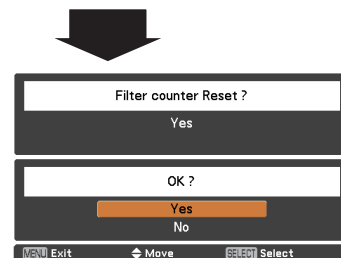 Filter counter Reset ?
Yes
OK ?
Yes
No
MENU Exit Move SELECT Select